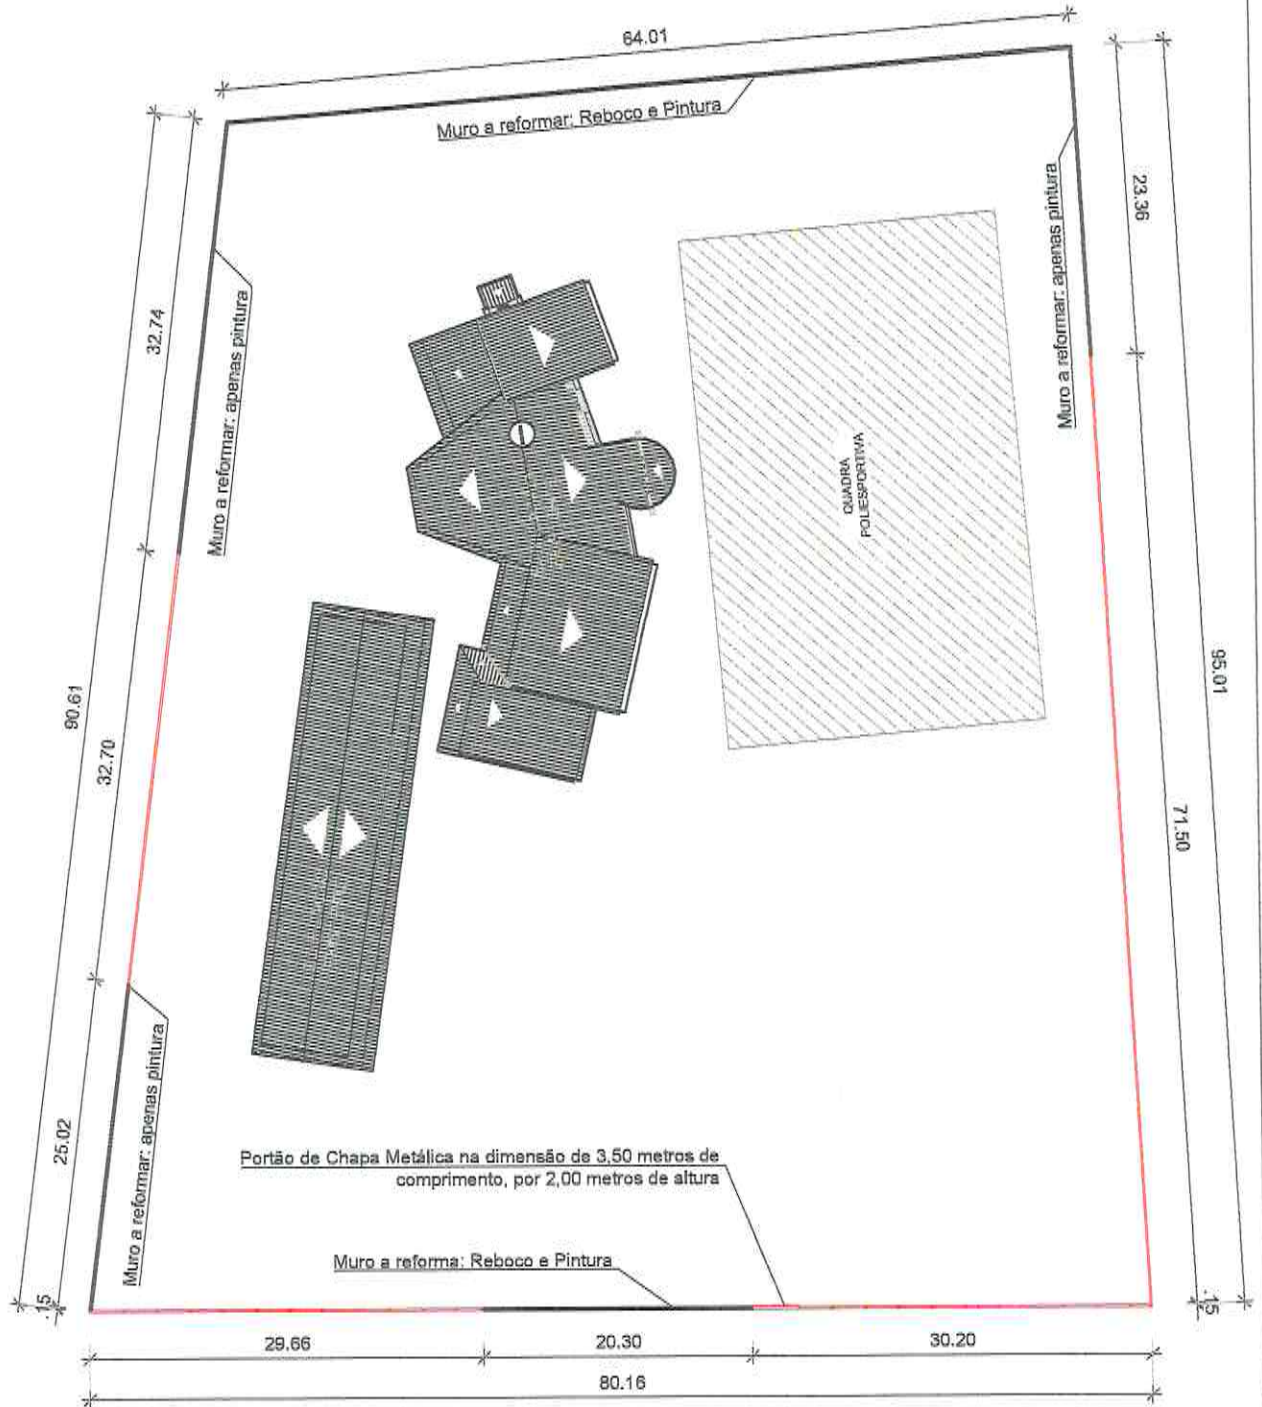 64.01
Muro a reformar: Reboco e Pintura
23.36
Muro a reformar: apenas pintura
32.74
Muro a reformar: apenas pintura
QUADRA
POLIESPORTIVA
95.01
90.61
32.70
71.50
25.02
Muro a reformar: apenas pintura
Portão de Chapa Metálica na dimensão de 3,50 metros de
comprimento, por 2,00 metros de altura
Muro a reforma: Reboco e Pintura
.15
.15
29.66
20.30
30.20
80.16